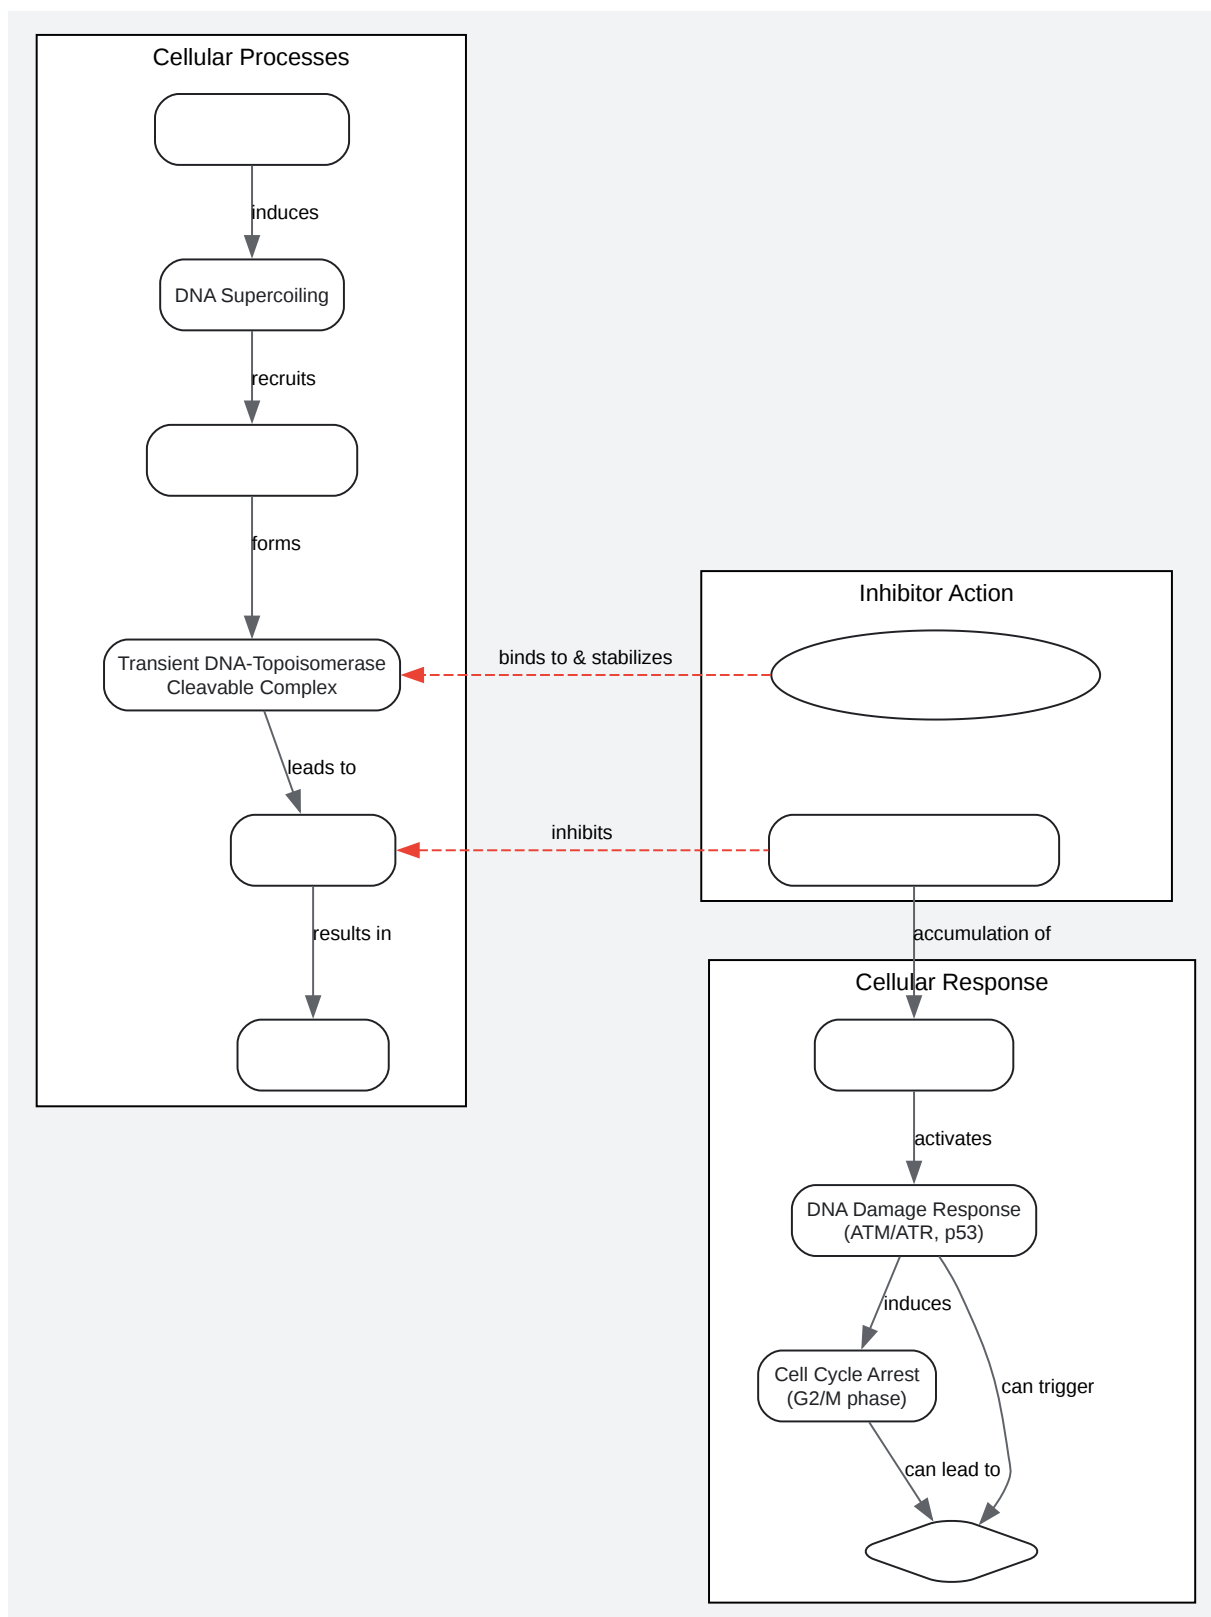 Cellular Processes
induces
DNA Supercoiling
recruits
forms
Transient DNA-Topoisomerase
Cleavable Complex
leads to
results in
binds to & stabilizes
inhibits
Inhibitor Action
accumulation of
Cellular Response
activates
DNA Damage Response
(ATM/ATR, p53)
induces
Cell Cycle Arrest
(G2/M phase)
can trigger
can lead to